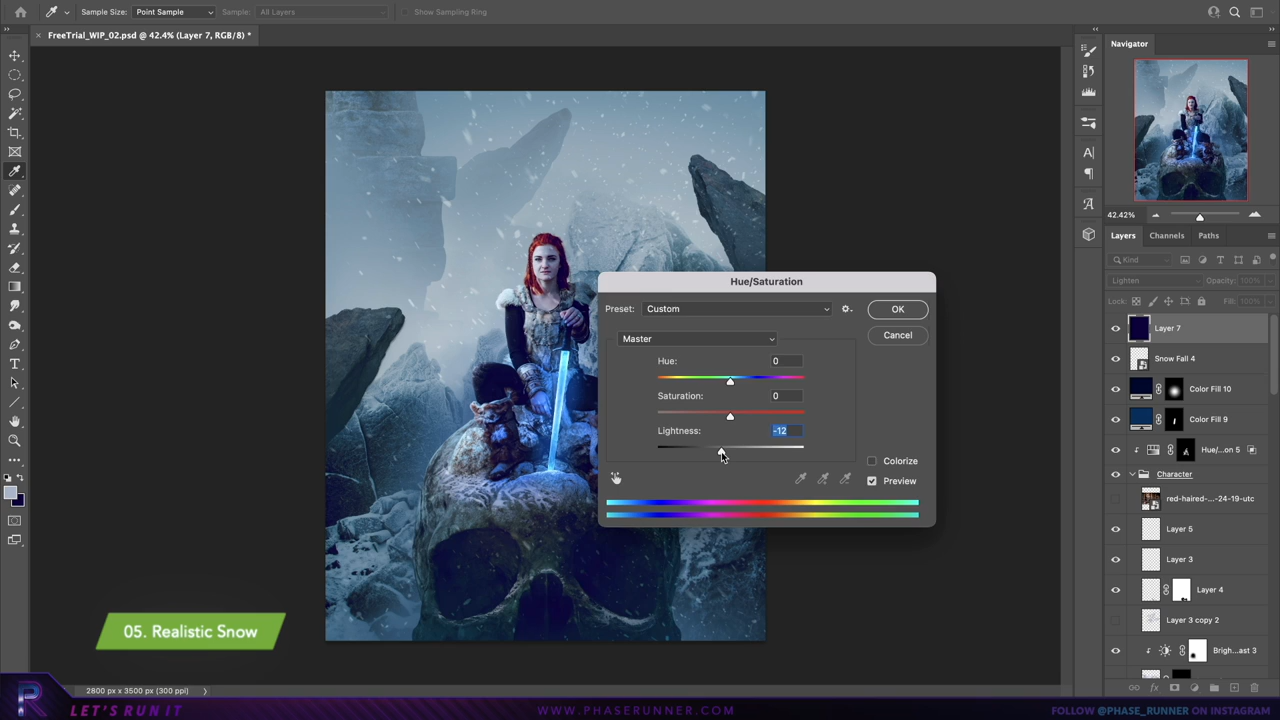 Sample Size: Point Sample Sample: All Layers Show Sampling Ring
× FreeTrial_WIP_02.psd @ 42.4% (Layer 7, RGB/8) *
Navigator
42.42%
Layers Channels Paths
Kind
Lighten Opacity: 100%
Lock: Fill: 100%
Layer 7
Snow Fall 4
Color Fill 10
Color Fill 9
Hue/...on 5
Character
red-haired-...-24-19-utc
Layer 5
Layer 3
Layer 4
Layer 3 copy 2
Brigh...ast 3
Hue/Saturation
Preset: Custom
OK
Cancel
Master
Hue: 0
Saturation: 0
Lightness: -12
Colorize
Preview
05. Realistic Snow
2800 px x 3500 px (300 ppi)
R LET'S RUN IT
WWW.PHASERUNNER.COM
FOLLOW @PHASE_RUNNER ON INSTAGRAM